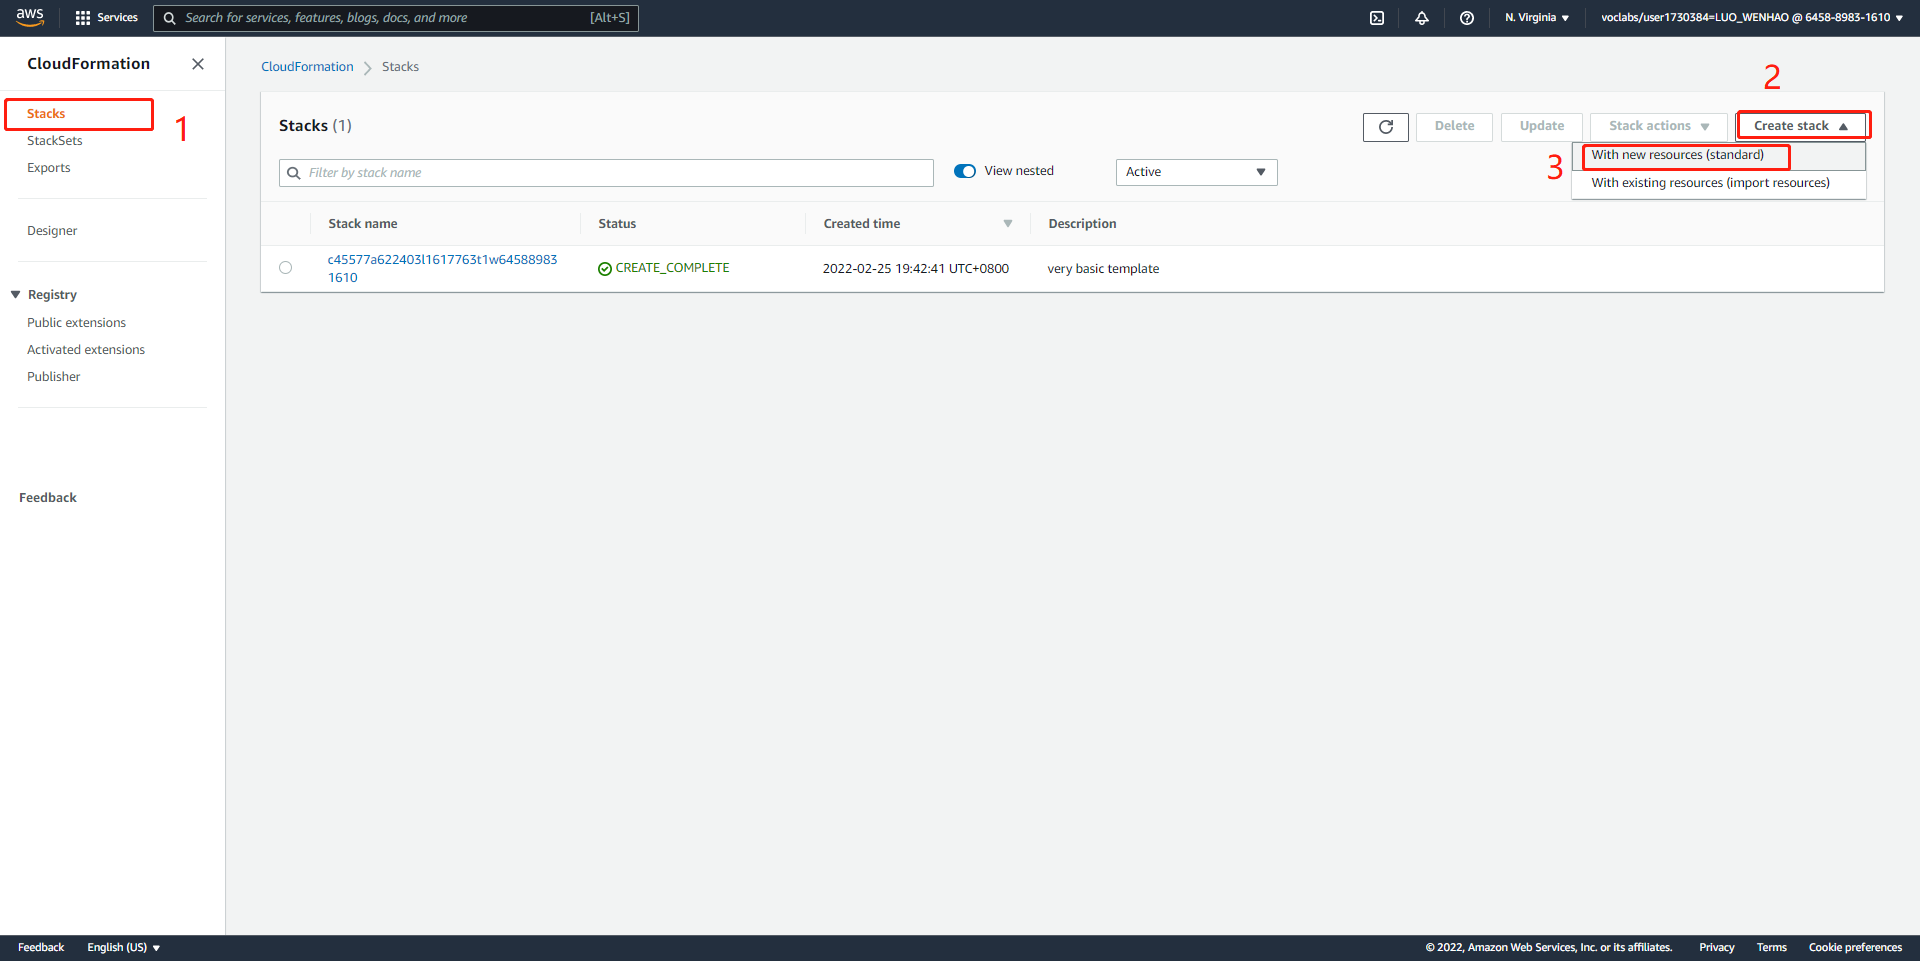 aws Services Search for services, features, blogs, docs, and more [Alt+S] N. Virginia voclabs/user1730384=LUO_WENHAO @ 6458-8983-1610
CloudFormation
Stacks
1
StackSets
Exports
Designer
Registry
Public extensions
Activated extensions
Publisher
Feedback
CloudFormation Stacks
2
Stacks (1) Delete Update Stack actions Create stack
3 With new resources (standard)
With existing resources (import resources)
Filter by stack name View nested Active
Stack name Status Created time Description
c45577a622403l1617763t1w64588983
1610
CREATE_COMPLETE 2022-02-25 19:42:41 UTC+0800 very basic template
Feedback English (US) © 2022, Amazon Web Services, Inc. or its affiliates. Privacy Terms Cookie preferences